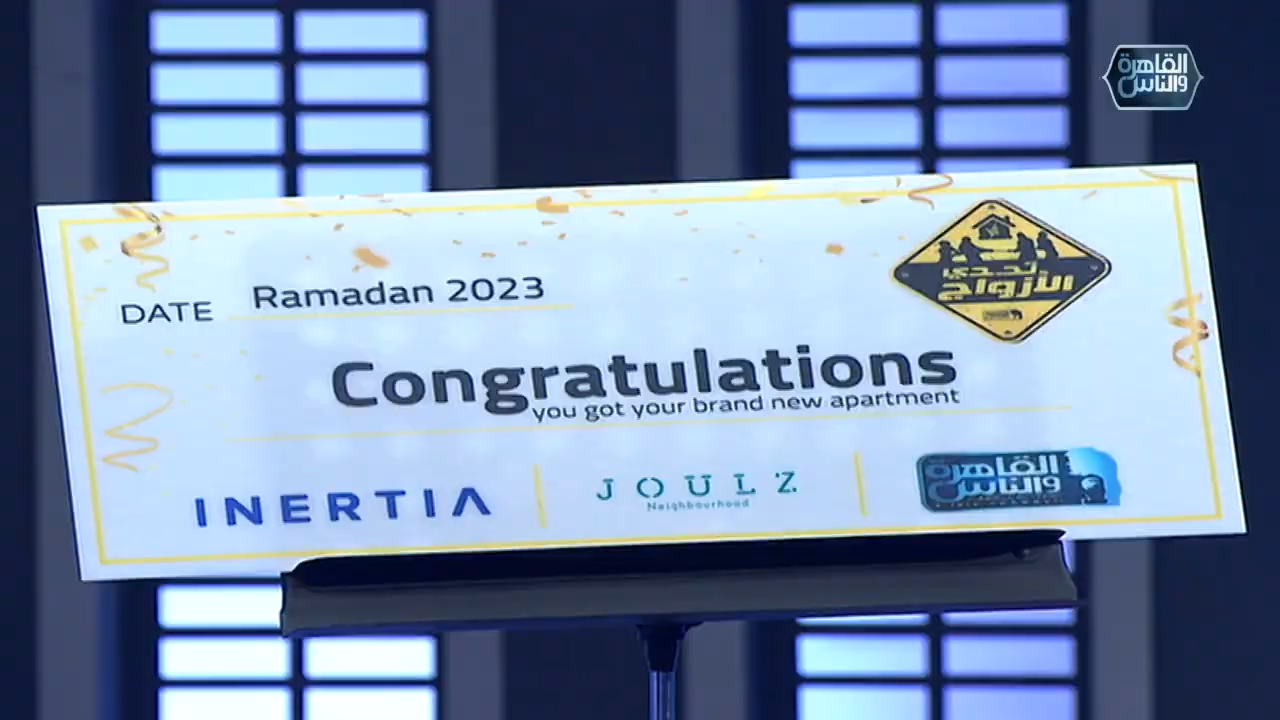 القاهرة
والناس
DATE Ramadan 2023
تحدي
الأزواج
Congratulations
you got your brand new apartment
INERTIA
JOULZ
Neighbourhood
القاهرة
والناس